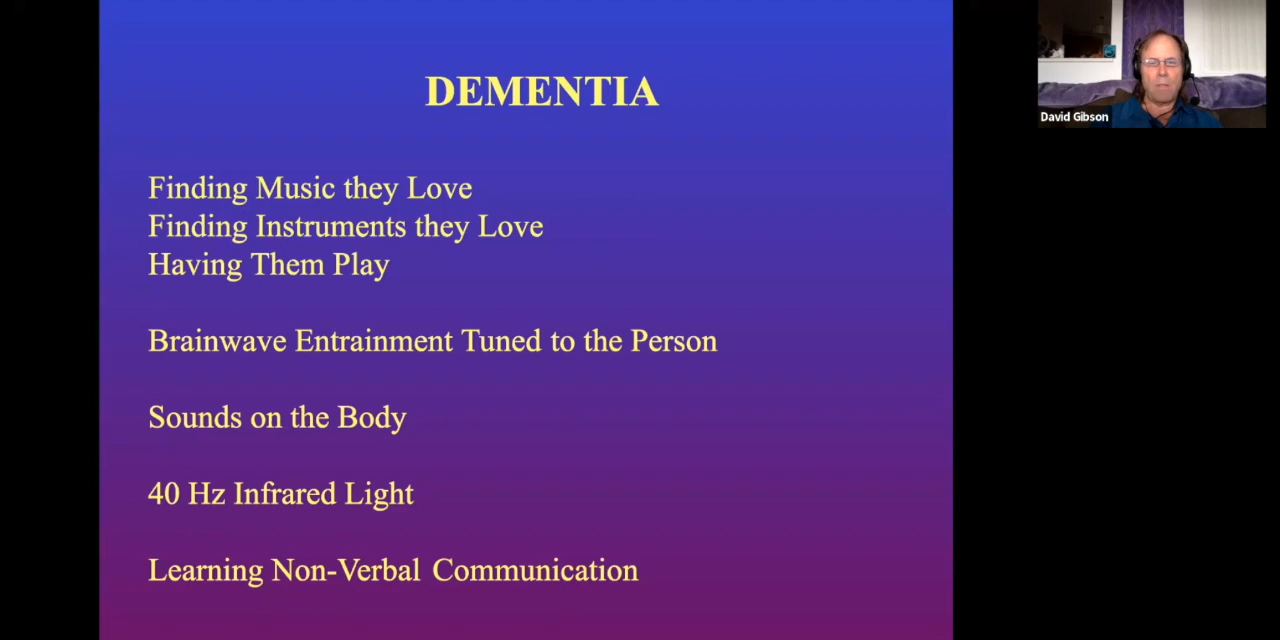 DEMENTIA
Finding Music they Love
Finding Instruments they Love
Having Them Play
Brainwave Entrainment Tuned to the Person
Sounds on the Body
40 Hz Infrared Light
Learning Non-Verbal Communication
David Gibson